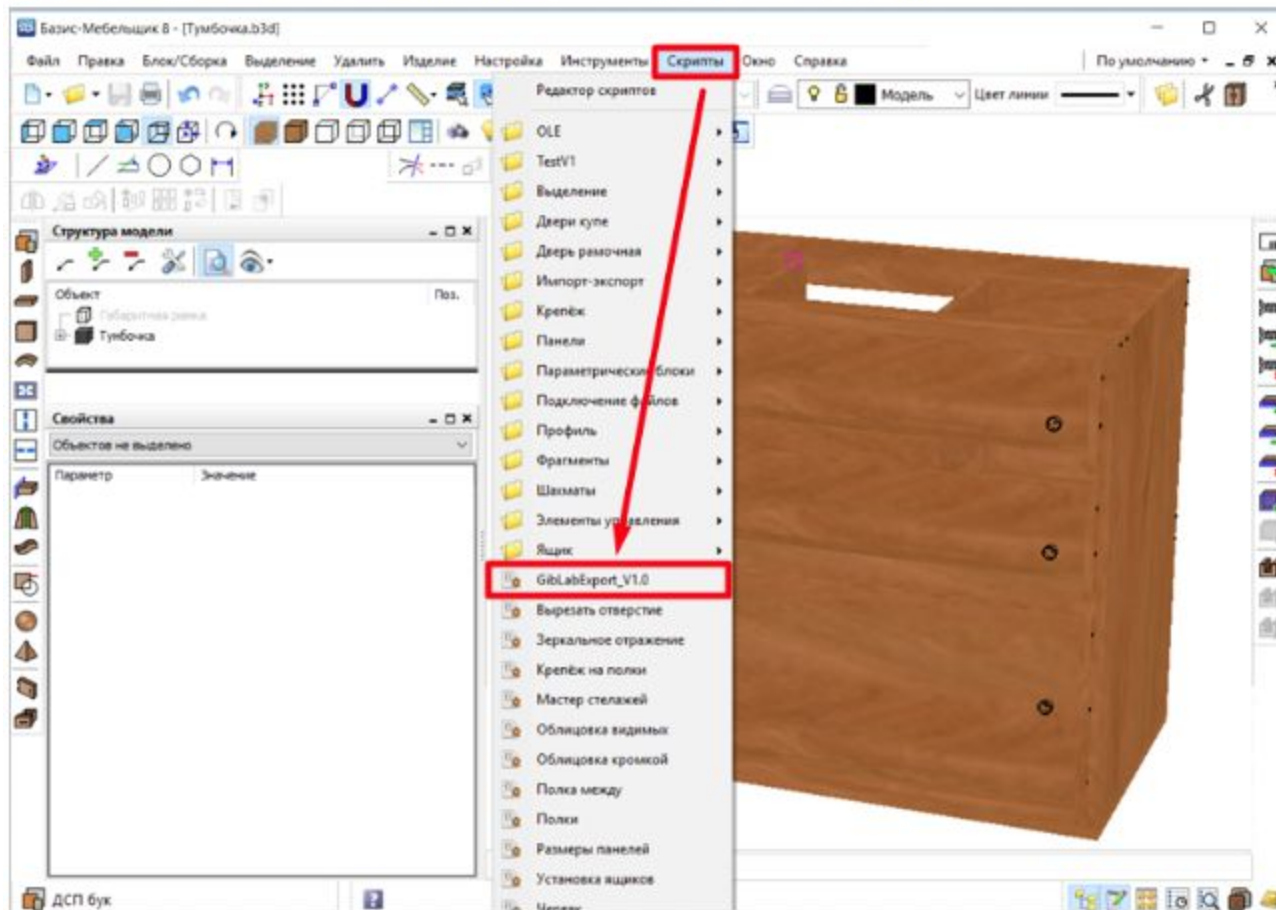 Базис-Мебельщик 8 - [Тумбочка.b3d]
Файл Правка Блок/Сборка Выделение Удалить Изделие Настройка Инструменты Скрипты Окно Справка По умолчанию
Модель Цвет линии
Редактор скриптов
OLE
TestV1
Выделение
Двери купе
Дверь рамочная
Импорт-экспорт
Крепёж
Панели
Параметрические блоки
Подключение файлов
Профиль
Фрагменты
Шахматы
Элементы управления
Ящик
GibLabExport_V1.0
Вырезать отверстие
Зеркальное отражение
Крепёж на полки
Мастер стелажей
Облицовка видимых
Облицовка кромкой
Полка между
Полки
Размеры панелей
Установка ящиков
Структура модели
Объект Поз.
Габаритная рамка
Тумбочка
Свойства
Объектов не выделено
Параметр Значение
ДСП бук